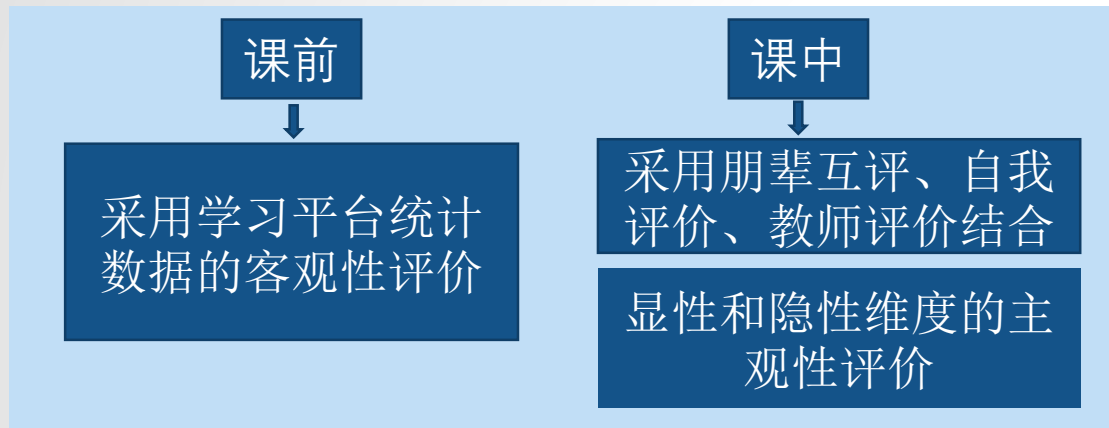 课前
采用学习平台统计
数据的客观性评价
课中
采用朋辈互评、自我
评价、教师评价结合
显性和隐性维度的主
观性评价